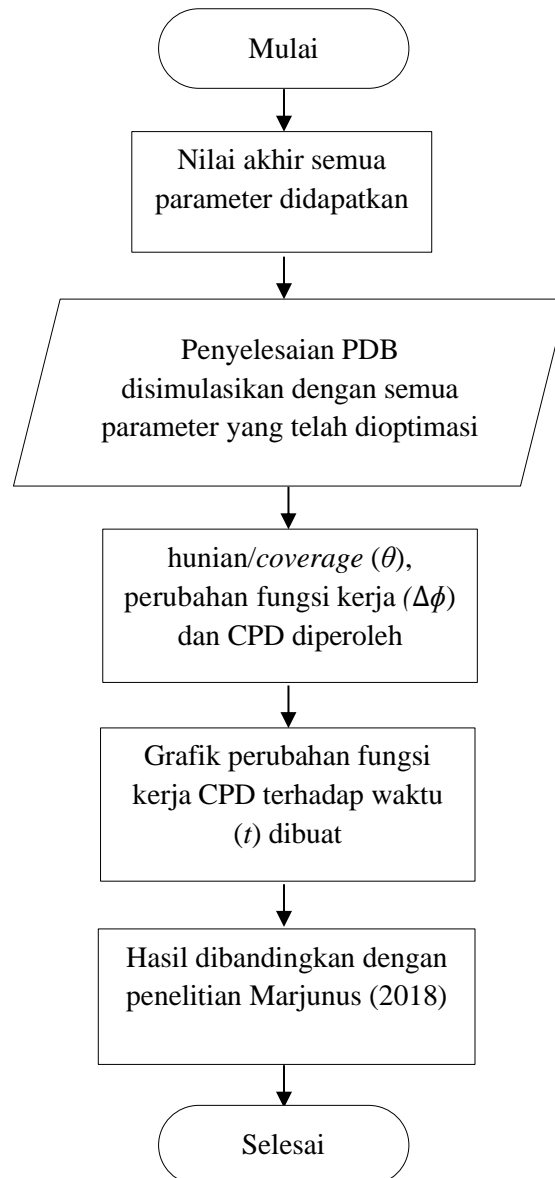 Mulai
Nilai akhir semua
parameter didapatkan
Penyelesaian PDB
disimulasikan dengan semua
parameter yang telah dioptimasi
hunian/coverage (θ),
perubahan fungsi kerja (Δϕ)
dan CPD diperoleh
Grafik perubahan fungsi
kerja CPD terhadap waktu
(t) dibuat
Hasil dibandingkan dengan
penelitian Marjunus (2018)
Selesai